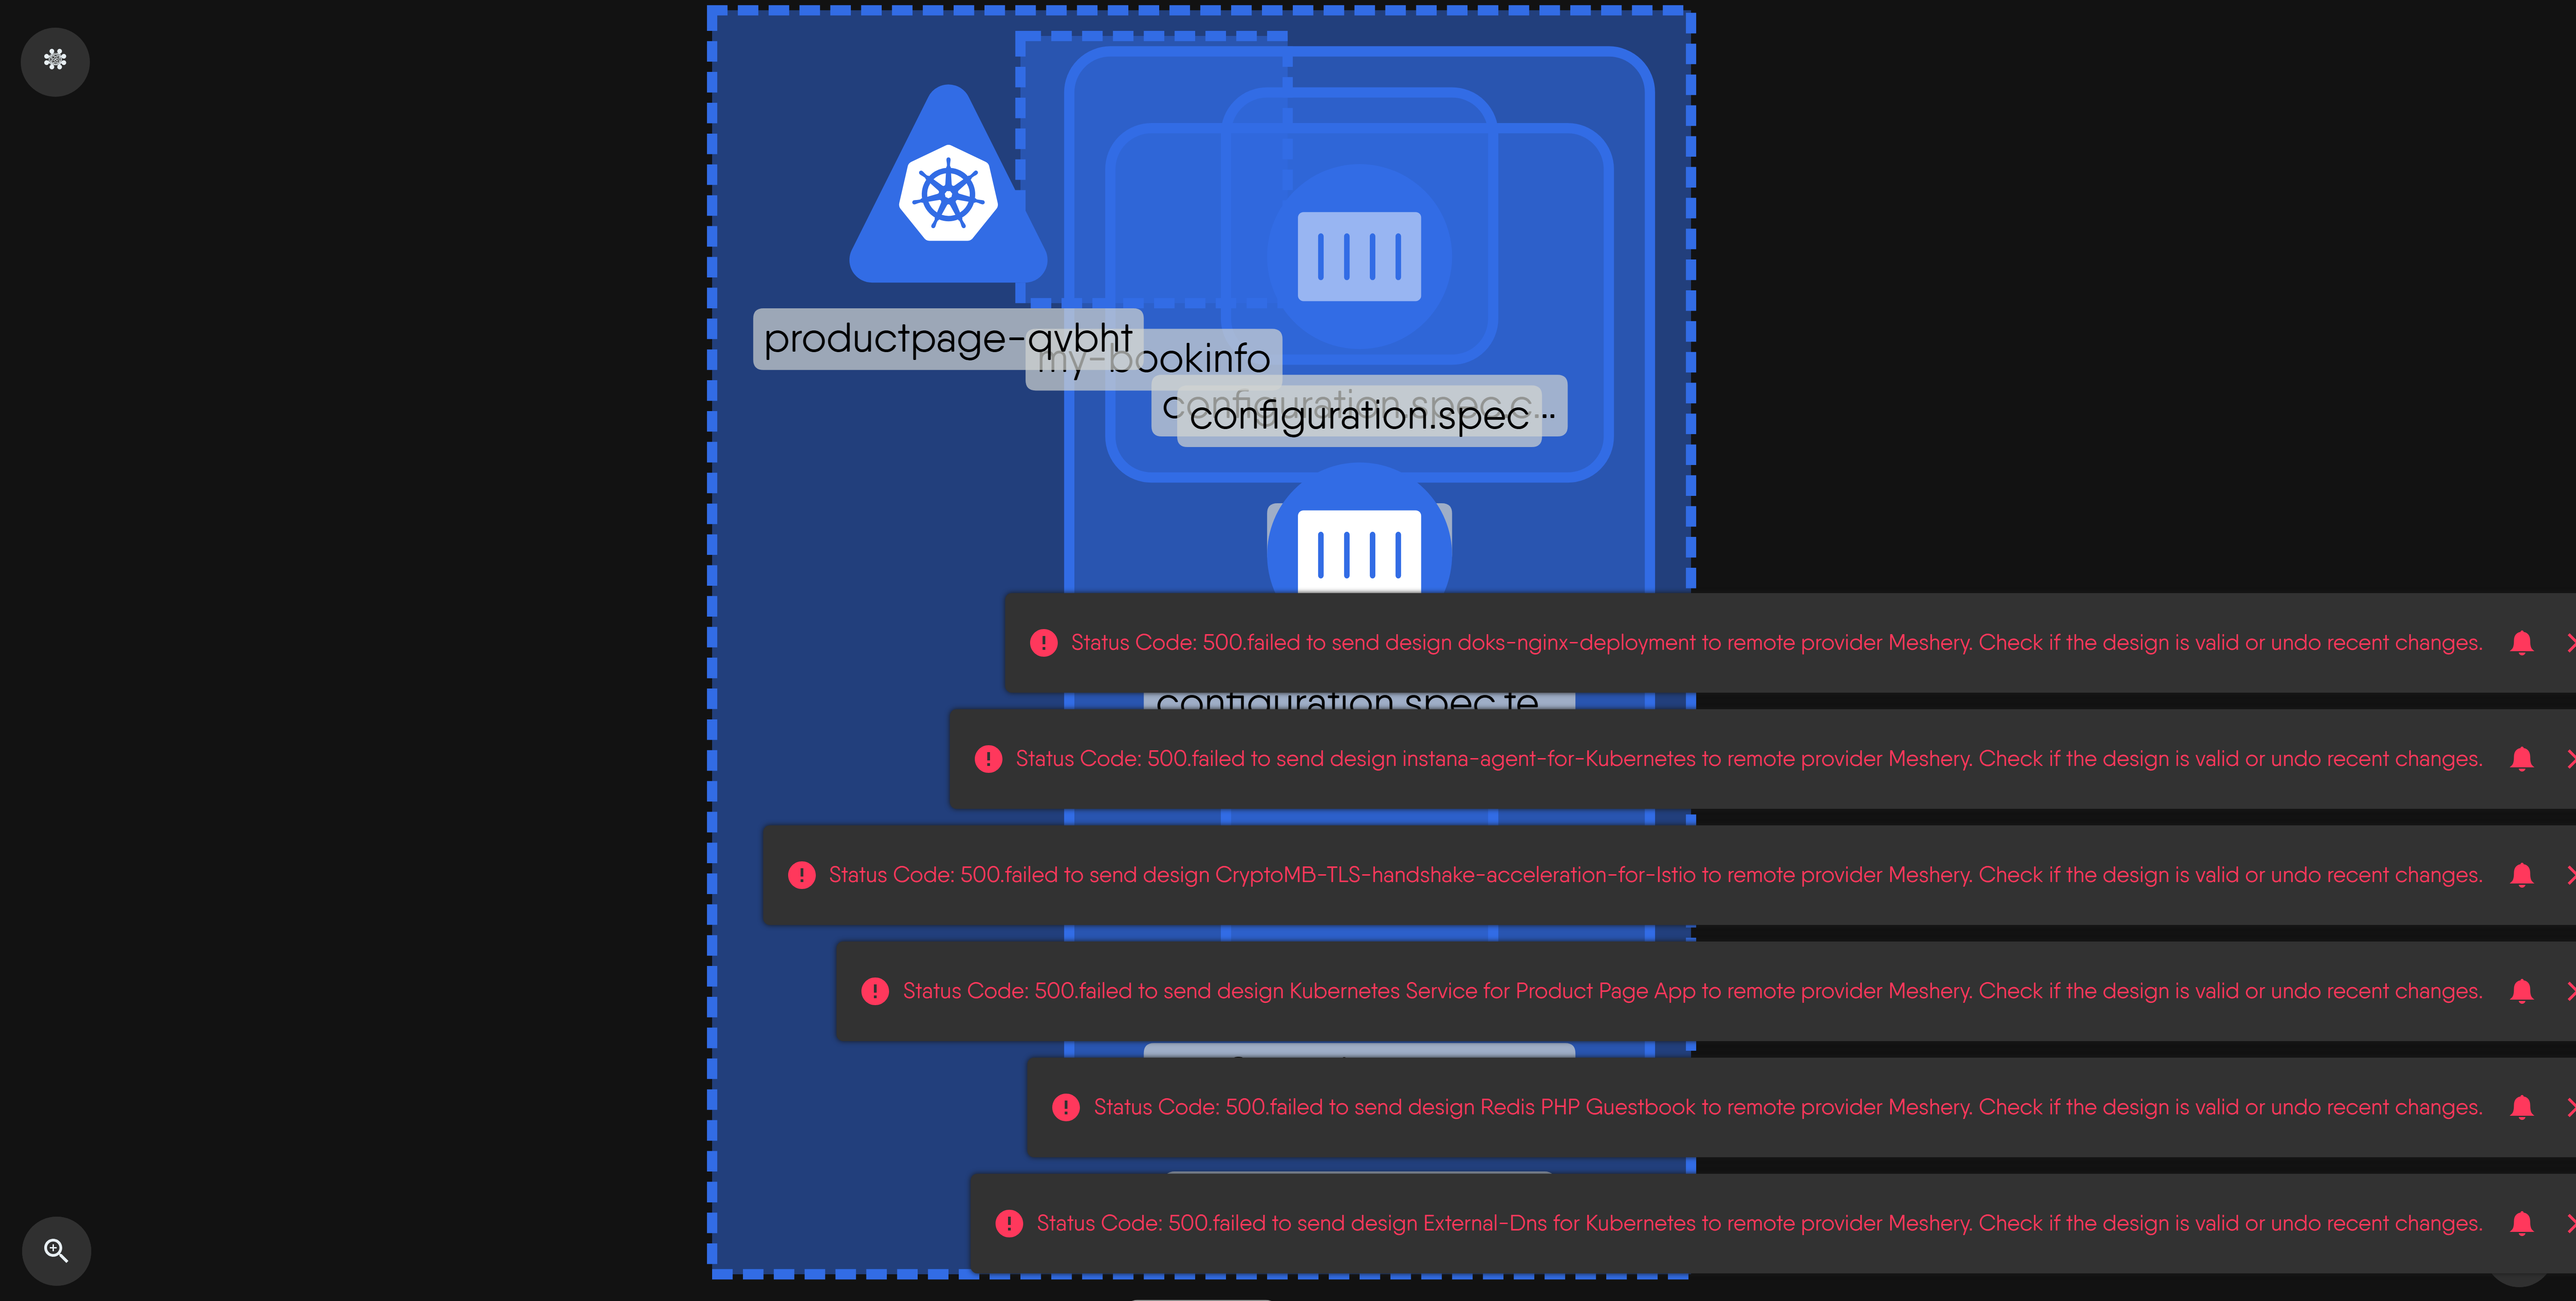 productpage-qvbht
my-bookinfo
configuration.spec.c...
configuration.spec
Status Code: 500.failed to send design doks-nginx-deployment to remote provider Meshery. Check if the design is valid or undo recent changes.
configuration.spec.te
Status Code: 500.failed to send design instana-agent-for-Kubernetes to remote provider Meshery. Check if the design is valid or undo recent changes.
Status Code: 500.failed to send design CryptoMB-TLS-handshake-acceleration-for-Istio to remote provider Meshery. Check if the design is valid or undo recent changes.
Status Code: 500.failed to send design Kubernetes Service for Product Page App to remote provider Meshery. Check if the design is valid or undo recent changes.
Status Code: 500.failed to send design Redis PHP Guestbook to remote provider Meshery. Check if the design is valid or undo recent changes.
Status Code: 500.failed to send design External-Dns for Kubernetes to remote provider Meshery. Check if the design is valid or undo recent changes.